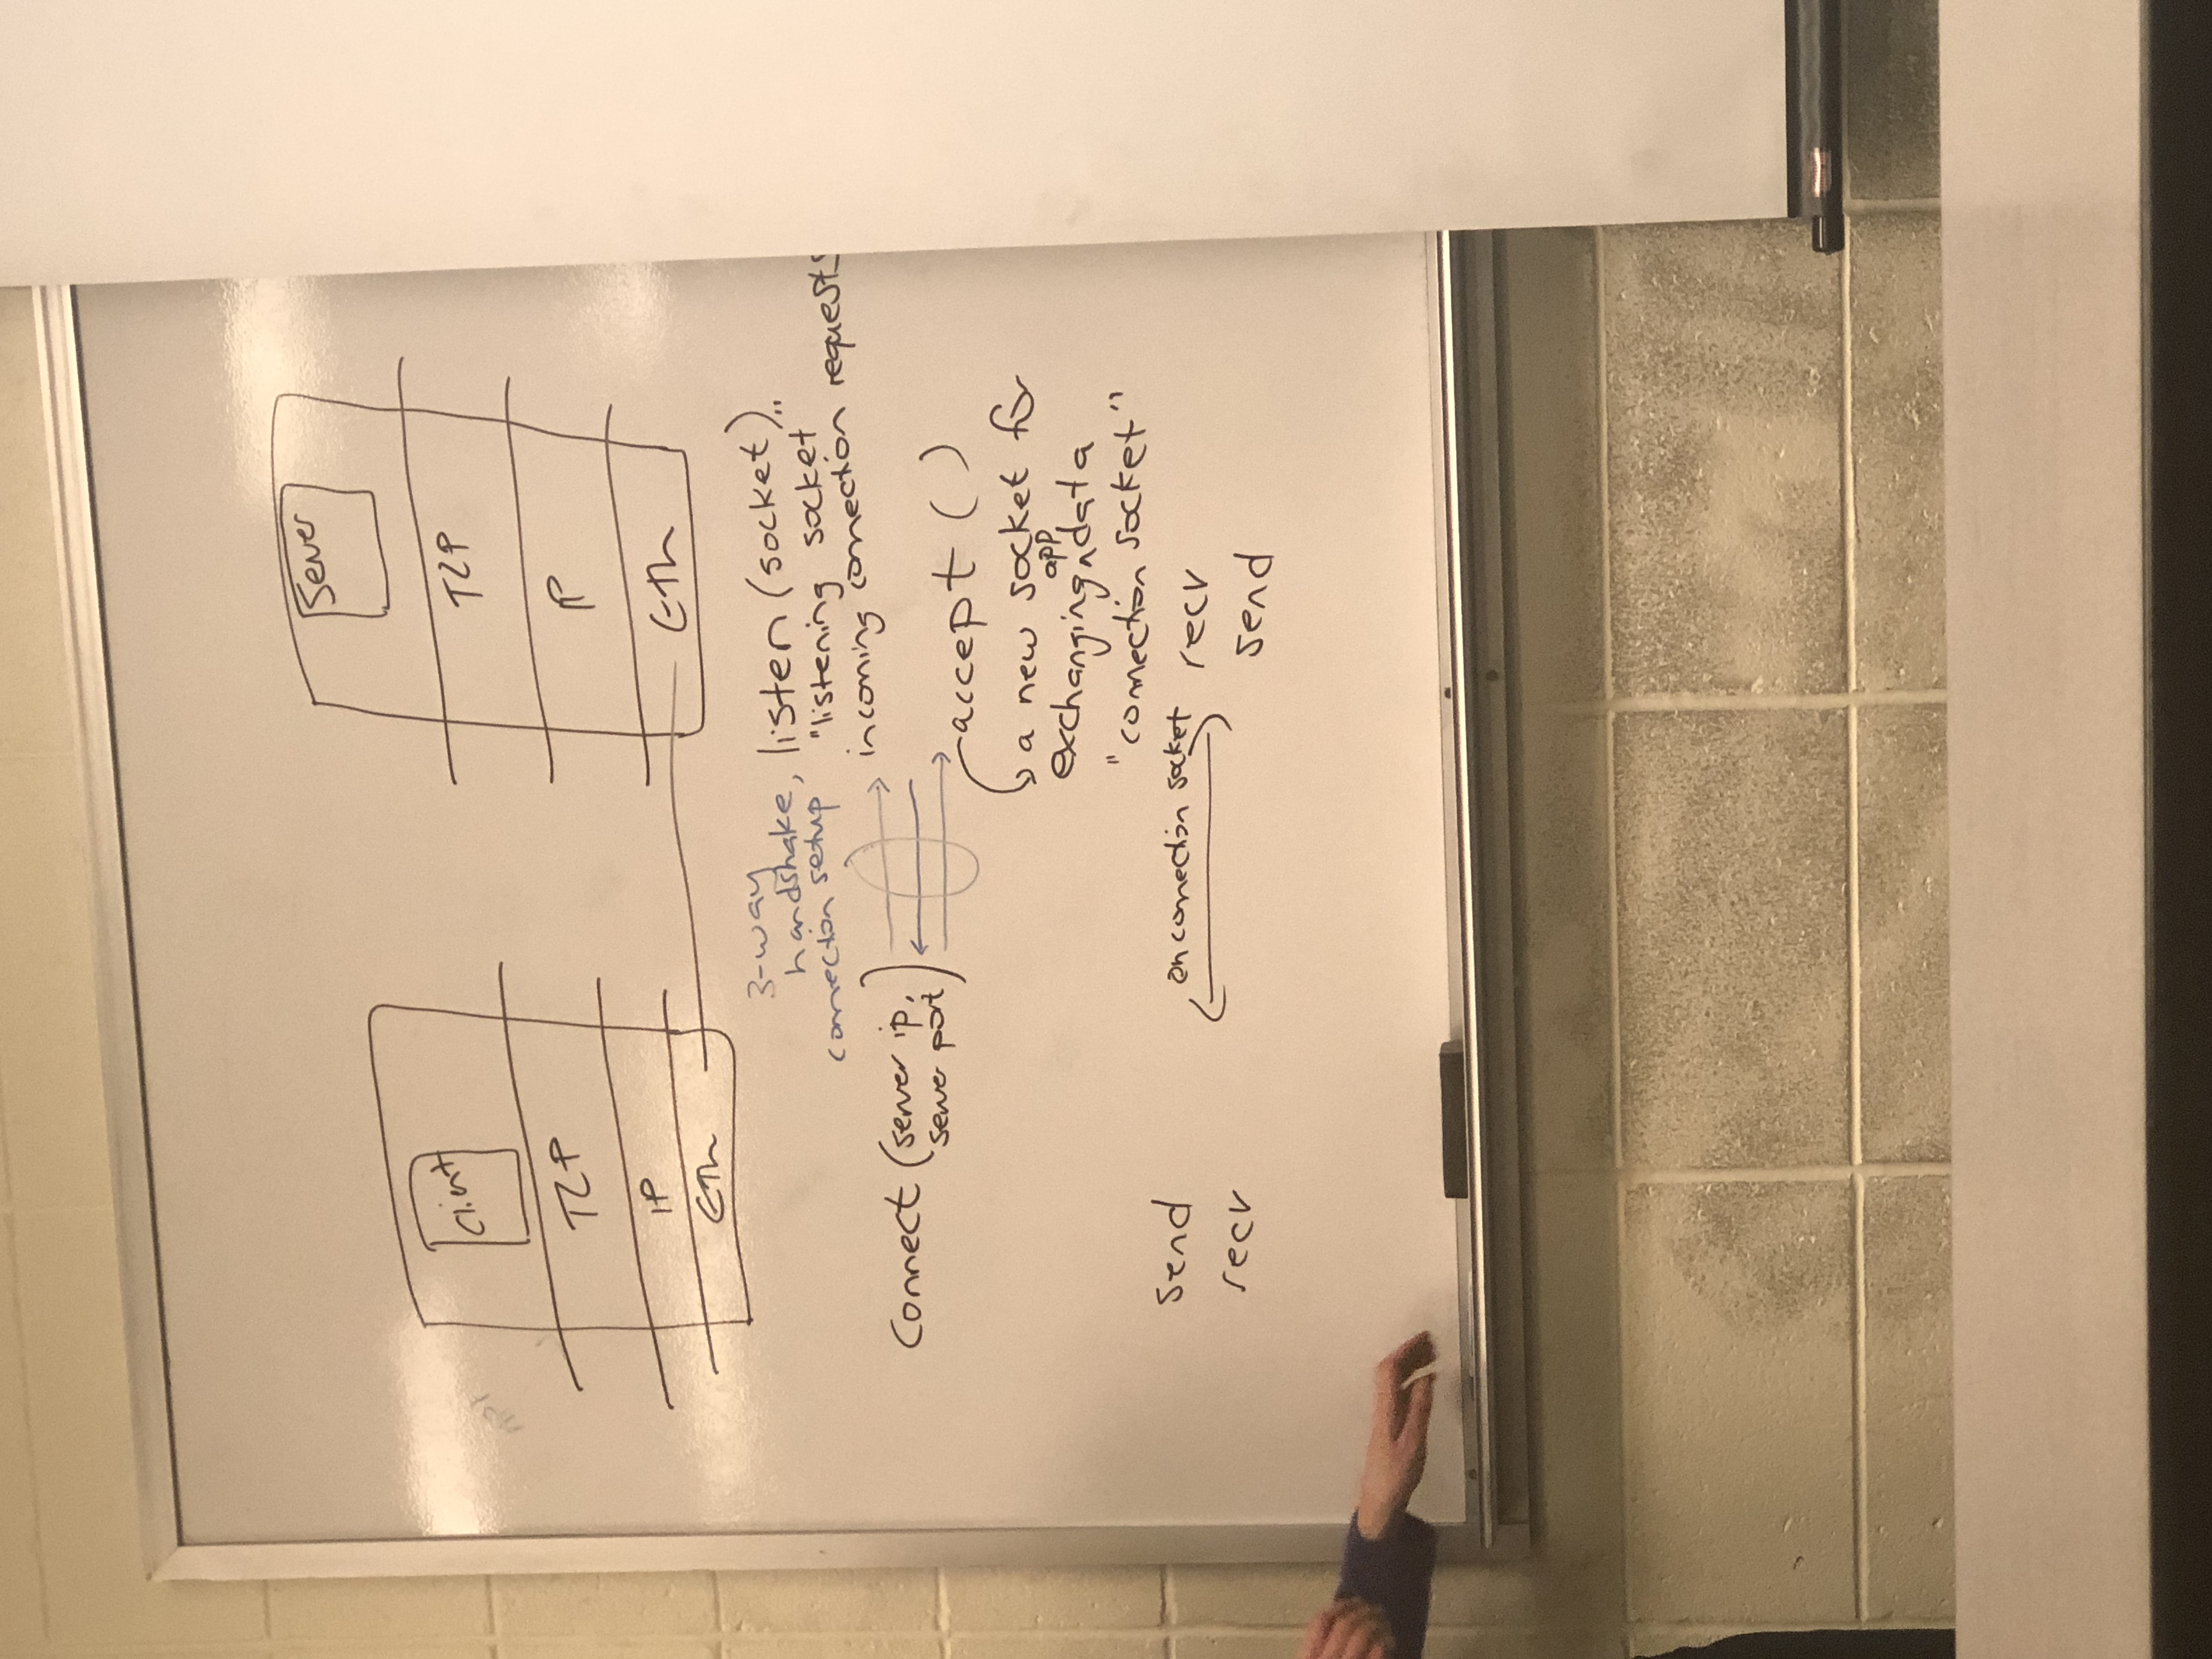 Server
TCP
IP
Eth
Client
TCP
IP
Eth
3-way
handshake,
connection setup
listen (socket)
"listening socket"
incoming connection requests
Connect (server ip,
server port)
accept ( )
a new socket for
app
exchanging data
"connection socket"
send
recv
on connection socket
recv
send